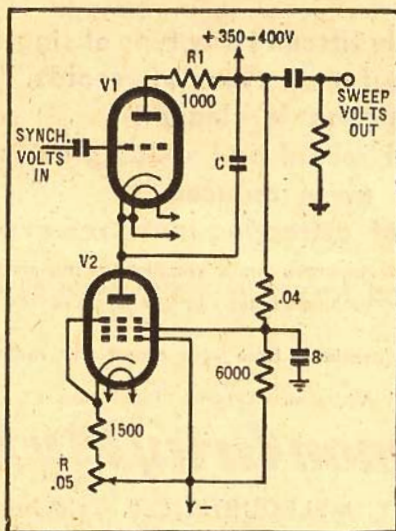 + 350-400V
R1
V1
1000
SWEEP
VOLTS
OUT
SYNCH.
VOLTS
IN
C
V2
.04
8
6000
1500
R
.05
-